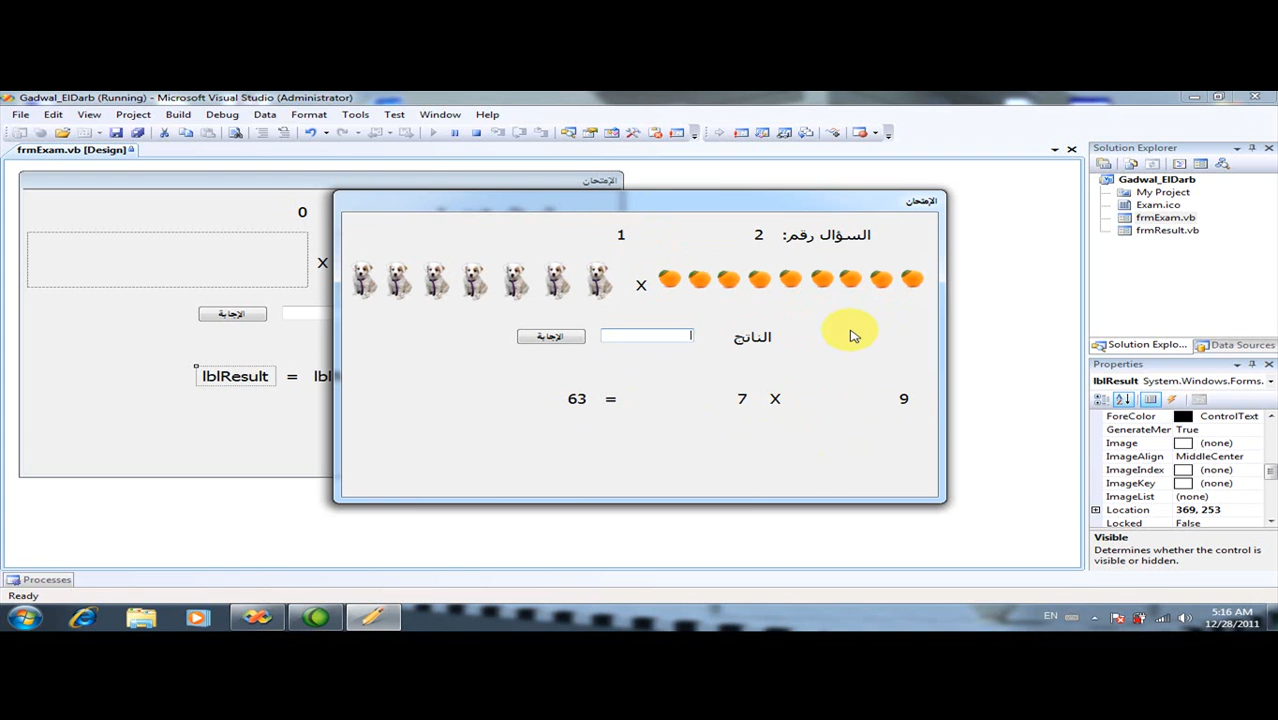 Gadwal_ElDarb (Running) - Microsoft Visual Studio (Administrator)
File Edit View Project Build Debug Data Format Tools Test Window Help
frmExam.vb [Design]
الإمتحان
0
X
الإجابة
lblResult = lbl
الإمتحان
السؤال رقم: 2 1
X
الناتج
الإجابة
9 X 7 = 63
Solution Explorer
Gadwal_ElDarb
My Project
Exam.ico
frmExam.vb
frmResult.vb
Solution Explo... Data Sources
Properties
lblResult System.Windows.Forms.
ForeColor ControlText
GenerateMer True
Image (none)
ImageAlign MiddleCenter
ImageIndex (none)
ImageKey (none)
ImageList (none)
Location 369, 253
Locked False
Visible
Determines whether the control is
visible or hidden.
Processes
Ready
EN
5:16 AM
12/28/2011